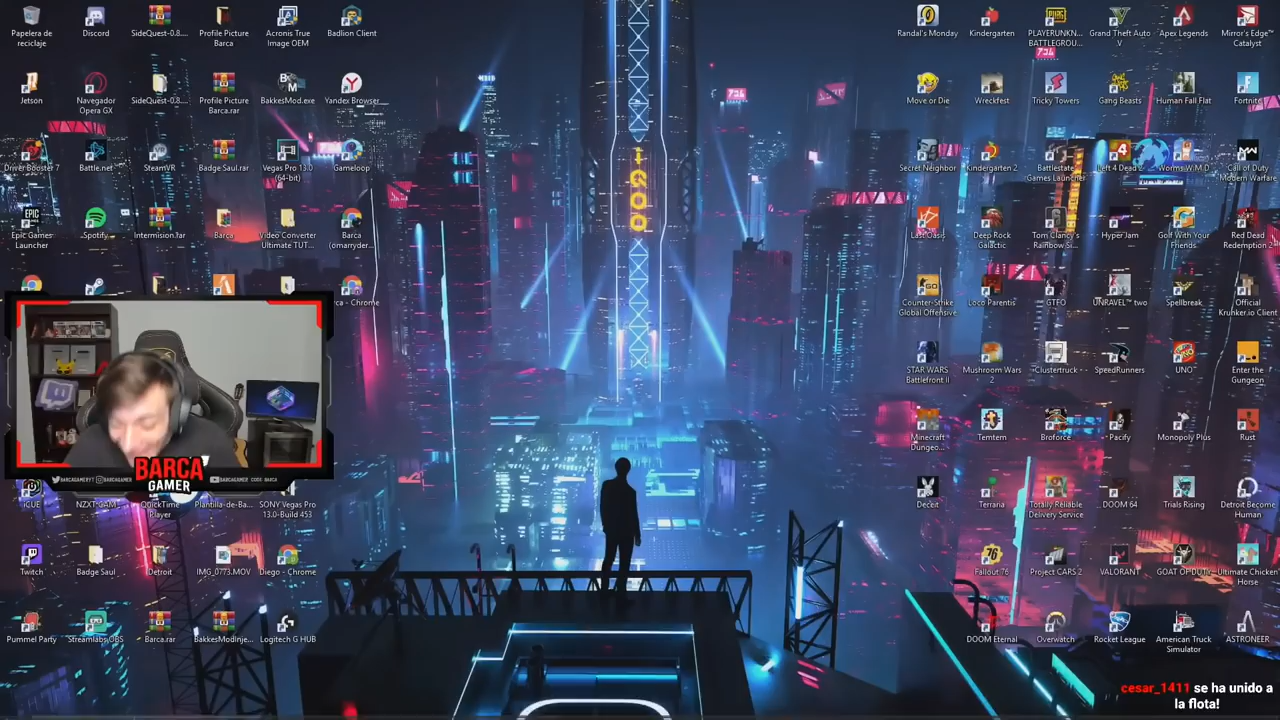 Papelera de
reciclaje
Discord
SideQuest-0.8....
Profile Picture
Barca
Acronis True
Image OEM
Badlion Client
Jetson
Navegador
Opera GX
SideQuest-0.8...
Profile Picture
Barca.rar
BakkesMod.exe
Yandex Browser
Driver Booster 7
Battle.net
SteamVR
Badge Saul.rar
Vegas Pro 13.0
(64-bit)
Gameloop
Epic Games
Launcher
Spotify
Intermision.rar
Barca
Video Converter
Ultimate TUT...
Barca
(omarryder...
rca - Chrome
BARCA
GAMER
iCUE
NZXT CAM
QuickTime
Player
Plantilla-de-Ba...
SONY Vegas Pro
13.0-Build 453
Twitch
Badge Saul
Detroit
IMG_0773.MOV
Diego - Chrome
Pummel Party
Streamlabs OBS
Barca.rar
BakkesModInje...
Logitech G HUB
Randal's Monday
Kindergarten
PLAYERUNKN...
BATTLEGROU...
Grand Theft Auto
V
Apex Legends
Mirror's Edge™
Catalyst
Move or Die
Wreckfest
Tricky Towers
Gang Beasts
Human Fall Flat
Fortnite
Secret Neighbor
Kindergarten 2
Battlestate
Games Launcher
Left 4 Dead 2
Worms W.M.D
Call of Duty
Modern Warfare
Last Oasis
Deep Rock
Galactic
Tom Clancy's
Rainbow Si...
Hyper Jam
Golf With Your
Friends
Red Dead
Redemption 2
Counter-Strike
Global Offensive
Loco Parentis
GTFO
UNRAVEL™ two
Spellbreak
Official
Krunker.io Client
STAR WARS
Battlefront II
Mushroom Wars
2
Clustertruck
SpeedRunners
UNO
Enter the
Gungeon
Minecraft
Dungeo...
Temtem
Broforce
Pacify
Monopoly Plus
Rust
Deceit
Terraria
Totally Reliable
Delivery Service
DOOM 64
Trials Rising
Detroit Become
Human
Fallout 76
Project CARS 2
VALORANT
GOAT OF DUTY
Ultimate Chicken
Horse
DOOM Eternal
Overwatch
Rocket League
American Truck
Simulator
ASTRONEER
cesar_1411 se ha unido a
la flota!